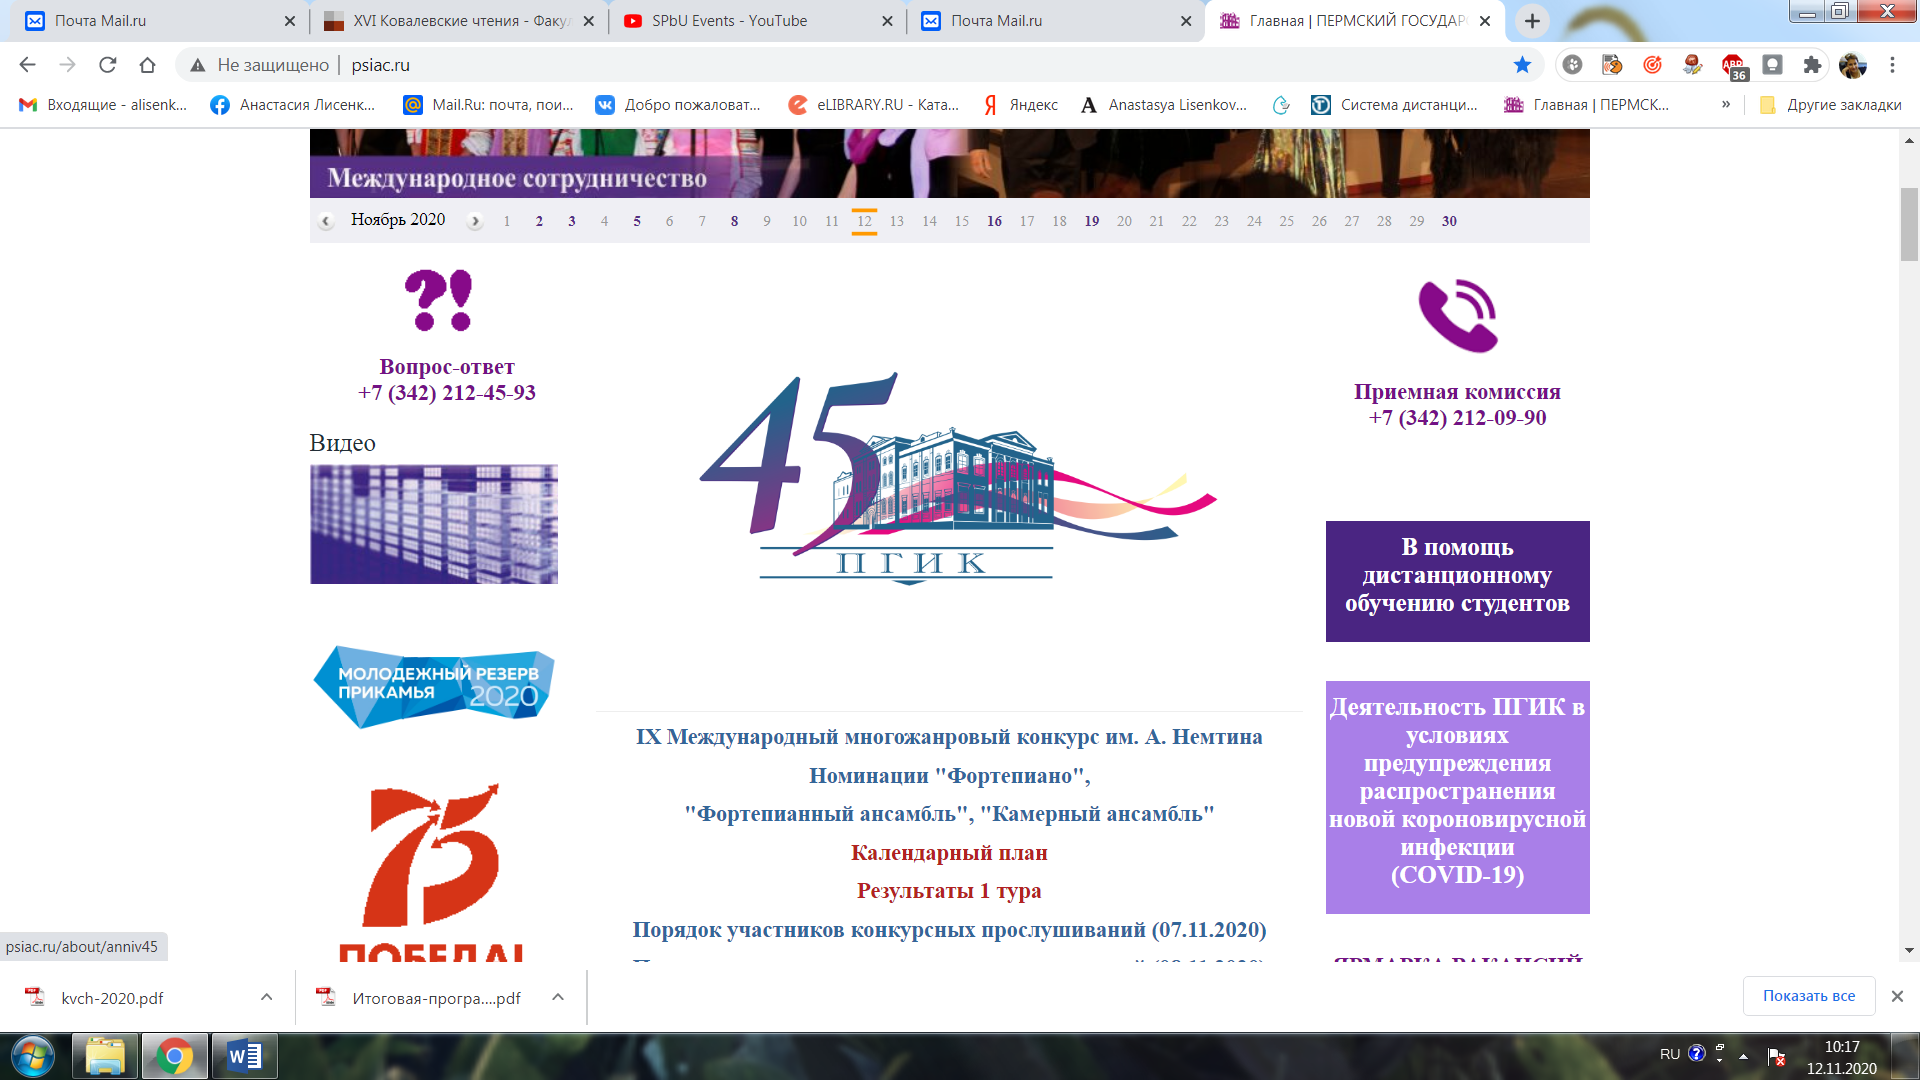 Почта Mail.ru
XVI Ковалевские чтения - Факул
SPbU Events - YouTube
Почта Mail.ru
Главная | ПЕРМСКИЙ ГОСУДАР
Не защищено | psiac.ru
ABP
36
Входящие - alisenk...
Анастасия Лисенк...
Mail.Ru: почта, пои...
Добро пожаловат...
eLIBRARY.RU - Ката...
Яндекс
Anastasya Lisenkov...
Система дистанци...
Главная | ПЕРМСК...
»
Другие закладки
Международное сотрудничество
Ноябрь 2020
1 2 3 4 5 6 7 8 9 10 11 12 13 14 15 16 17 18 19 20 21 22 23 24 25 26 27 28 29 30
?!
Вопрос-ответ
+7 (342) 212-45-93
Видео
МОЛОДЕЖНЫЙ РЕЗЕРВ
ПРИКАМЬЯ 2020
75
ПОБЕДА!
45
ПГИК
IX Международный многожанровый конкурс им. А. Немтина
Номинации "Фортепиано",
"Фортепианный ансамбль", "Камерный ансамбль"
Календарный план
Результаты 1 тура
Порядок участников конкурсных прослушиваний (07.11.2020)
Приемная комиссия
+7 (342) 212-09-90
В помощь
дистанционному
обучению студентов
Деятельность ПГИК в
условиях
предупреждения
распространения
новой короновирусной
инфекции
(COVID-19)
ЯРМАРКА ВАКАНСИЙ
psiac.ru/about/anniv45
kvch-2020.pdf
Итоговая-програ....pdf
Показать все
RU
10:17
12.11.2020